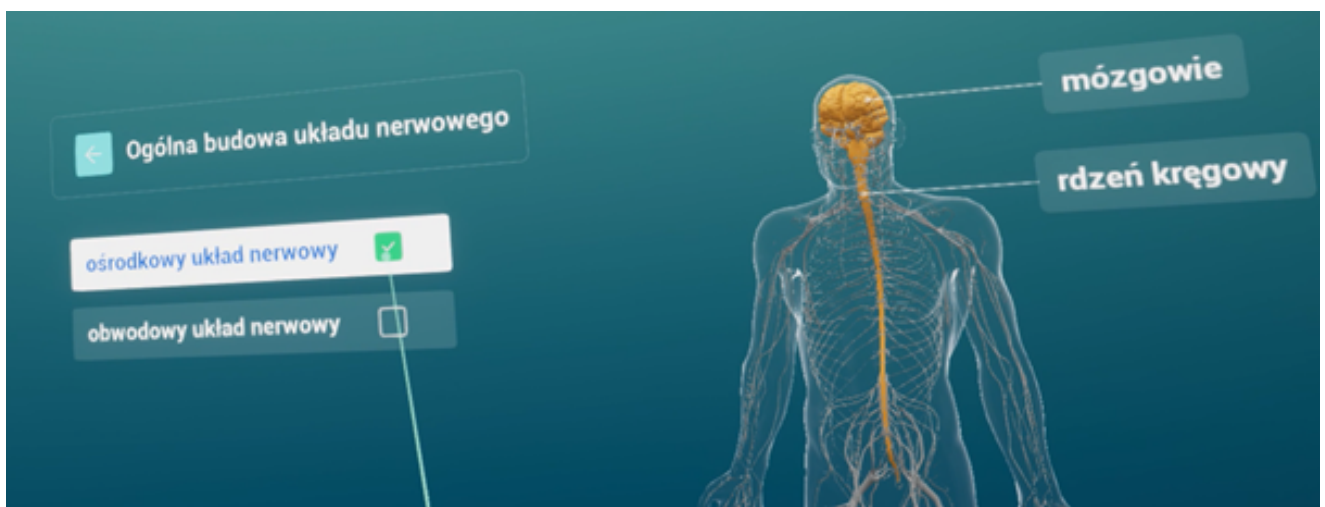 Ogólna budowa układu nerwowego
ośrodkowy układ nerwowy
obwodowy układ nerwowy
mózgowie
rdzeń kręgowy